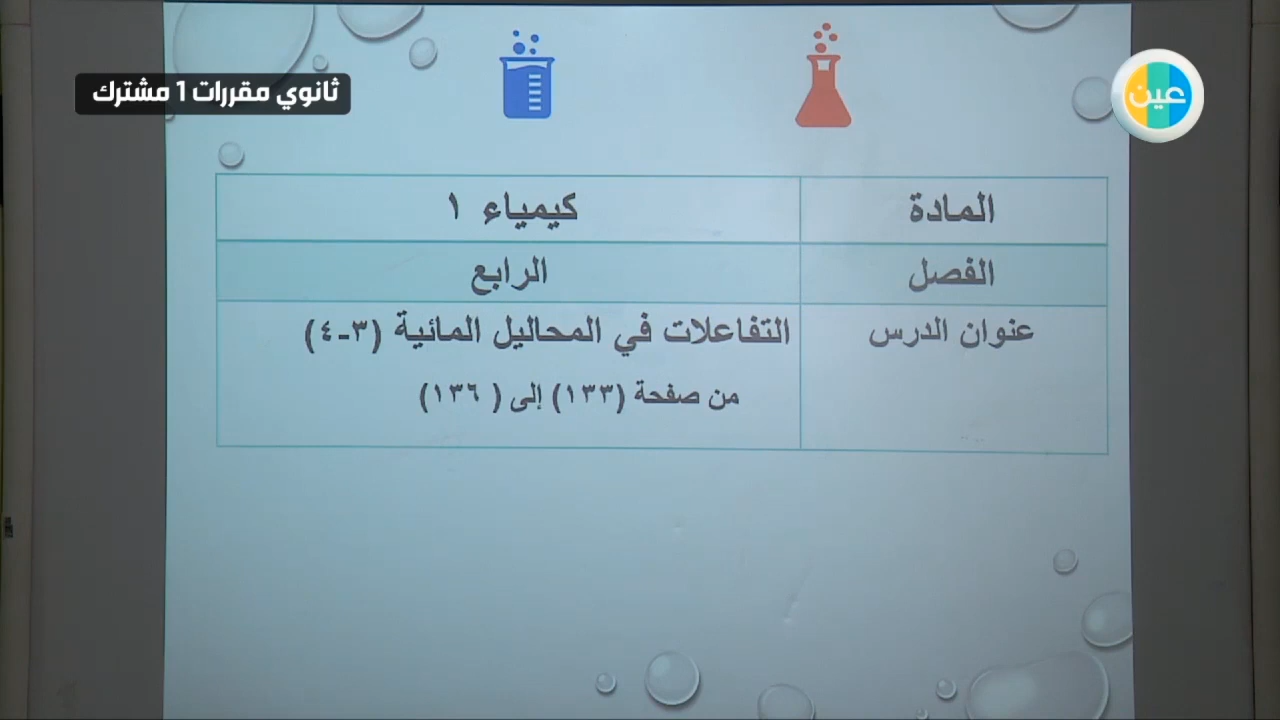 ثانوي مقررات 1 مشترك
عين
المادة
كيمياء ١
الفصل
الرابع
عنوان الدرس
التفاعلات في المحاليل المائية (٣-٤)
من صفحة (١٣٣) إلى ( ١٣٦)